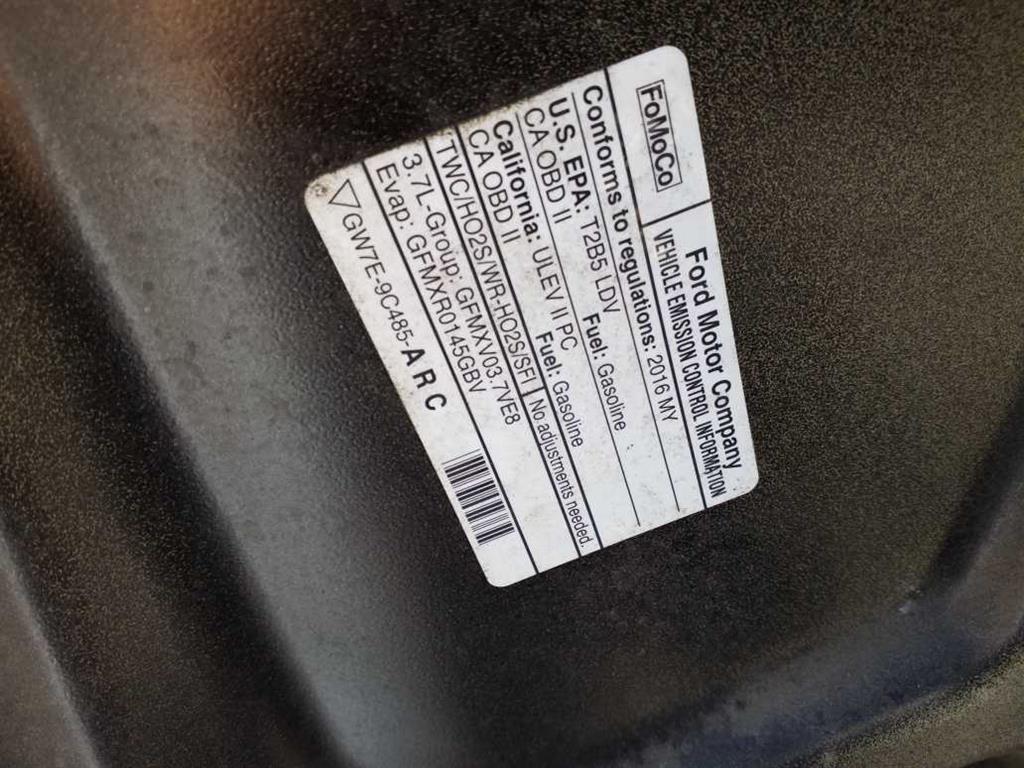 FoMoCo
Ford Motor Company
VEHICLE EMISSION CONTROL INFORMATION
Conforms to regulations: 2016 MY
U.S. EPA: T2B5 LDV Fuel: Gasoline
CA OBD II
California: ULEV II PC Fuel: Gasoline
CA OBD II
TWC/HO2S/WR-HO2S/SFI No adjustments needed.
3.7L-Group: GFMXV03.7VE8
Evap: GFMXR0145GBV
GW7E-9C485-ARC